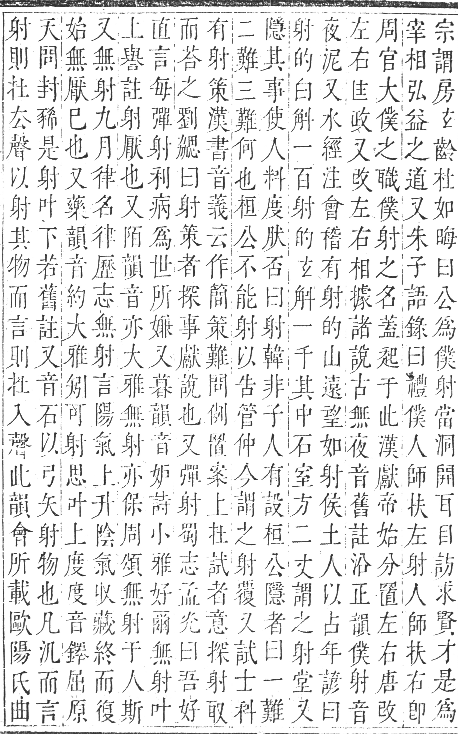 宗謂房玄齡杜如晦曰公爲僕射當洞開耳目訪求賢才是爲
宰相弘益之道又朱子語錄曰禮僕人師扶左射人師扶右卽
周官大僕之職僕射之名蓋起于此漢獻帝始分置左右唐改
左右匡政又改左右相據諸說古無夜音舊註沿正韻僕射音
夜泥又水經注會稽有射的山遠望如射侯土人以占年諺曰
射的白斛一百射的玄斛一千其中石室方二丈謂之射堂又
隱其事使人料度肰否曰射韓非子人有設桓公隱者曰一難
二難三難何也桓公不能射以告管仲今謂之射覆又試士科
有射策漢書音義云作簡策難問例置案上在試者意探射取
而荅之劉勰曰射策者探事獻說也又彈射蜀志孟光曰吾好
直言每彈射利病爲世所嫌又暮韻音妒詩小雅好爾無射叶
上譽註射厭也又陌韻音亦大雅無射亦保周頌無射于人斯
又無射九月律名律歷志無射言陽氣上升陰氣收藏終而復
始無厭已也又藥韻音約大雅矧可射思叶上度度音鐸屈原
天問封豨是射叶下若舊註又音石以弓矢射物也凡汎而言
射則在厺聲以射其物而言則在入聲此韻會所載歐陽氏曲